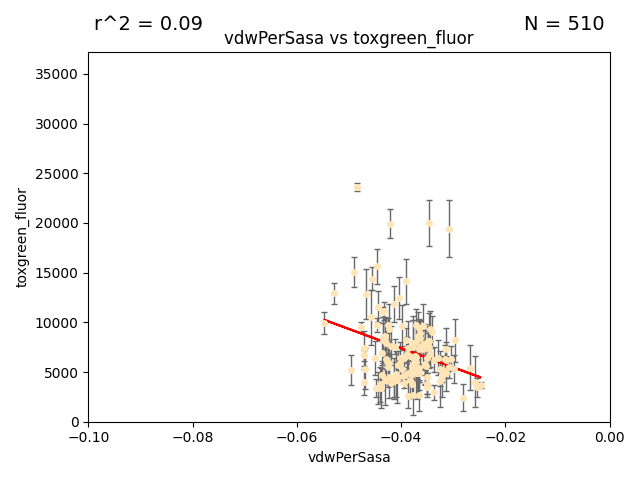 r^2 = 0.09
N = 510
vdwPerSasa vs toxgreen_fluor
35000
30000
25000
20000
15000
10000
5000
0
toxgreen_fluor
−0.10
−0.08
−0.06
−0.04
−0.02
0.00
vdwPerSasa